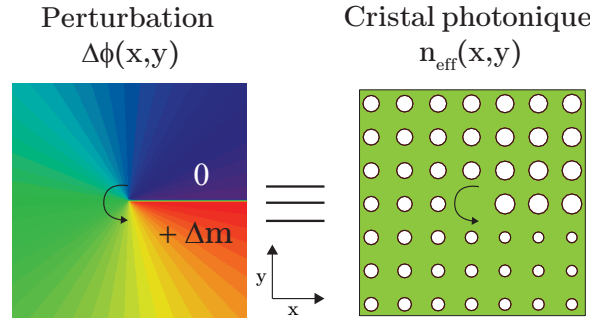 Perturbation
Δϕ(x,y)
Cristal photonique
n_eff(x,y)
0
+ Δm
y
x